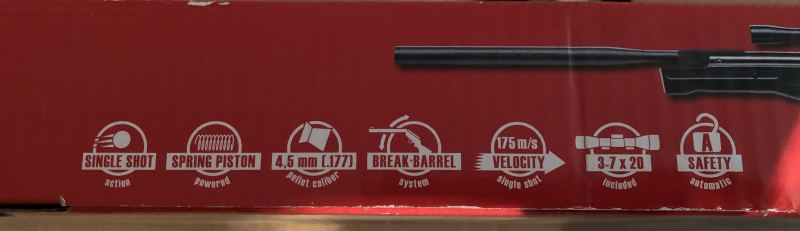 SINGLE SHOT
action
SPRING PISTON
powered
4,5 mm (.177)
pellet caliber
BREAK-BARREL
system
175 m/s
VELOCITY
single shot
3-7 x 20
included
A
SAFETY
automatic